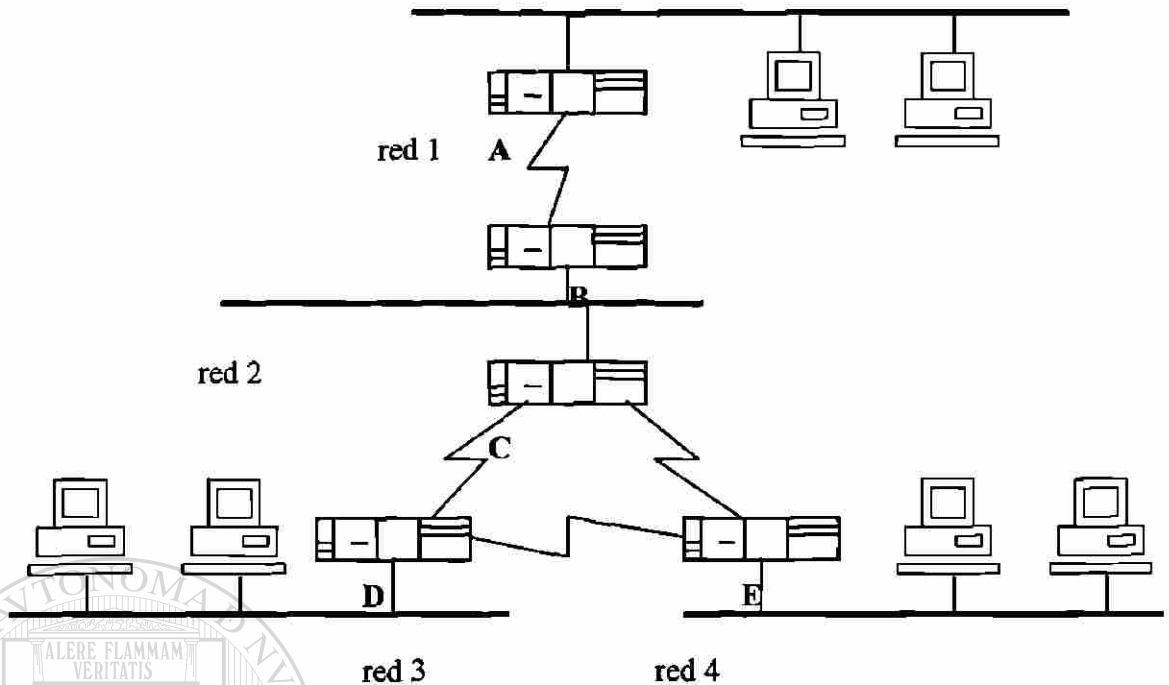 red 1
A
B
red 2
C
D
E
red 3
red 4
ALERE FLAMMAM
VERITATIS